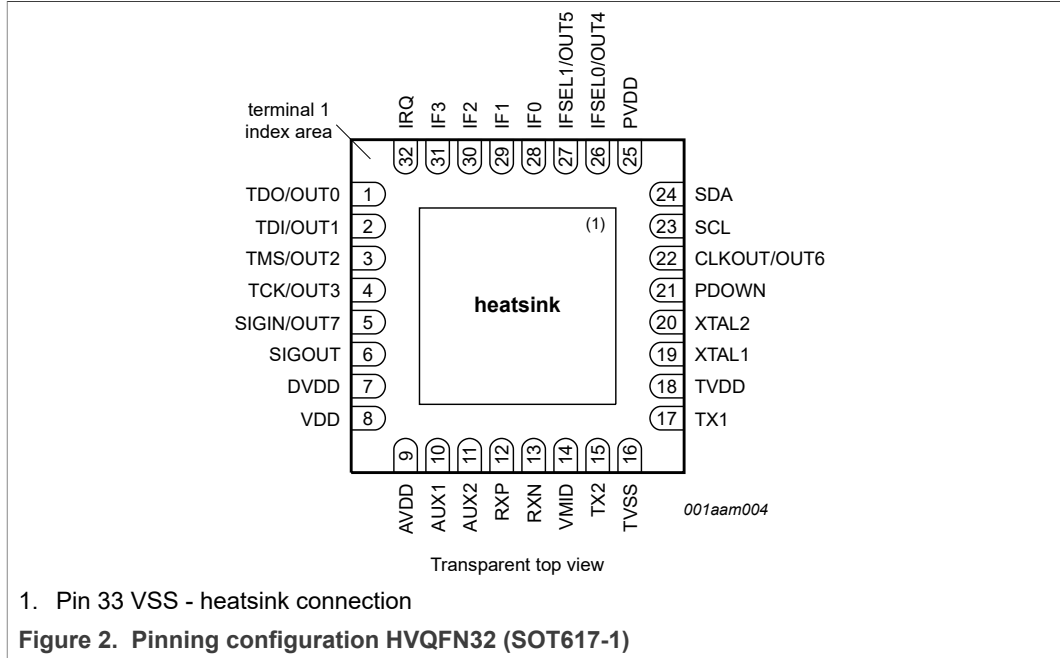 terminal 1
index area
IRQ
IF3
IF2
IF1
IF0
IFSEL1/OUT5
IFSEL0/OUT4
PVDD
32
31
30
29
28
27
26
25
TDO/OUT0 1
TDI/OUT1 2
TMS/OUT2 3
TCK/OUT3 4
SIGIN/OUT7 5
SIGOUT 6
DVDD 7
VDD 8
(1)
heatsink
24 SDA
23 SCL
22 CLKOUT/OUT6
21 PDOWN
20 XTAL2
19 XTAL1
18 TVDD
17 TX1
9
10
11
12
13
14
15
16
AVDD
AUX1
AUX2
RXP
RXN
VMID
TX2
TVSS
001aam004
Transparent top view
1. Pin 33 VSS - heatsink connection
Figure 2. Pinning configuration HVQFN32 (SOT617-1)